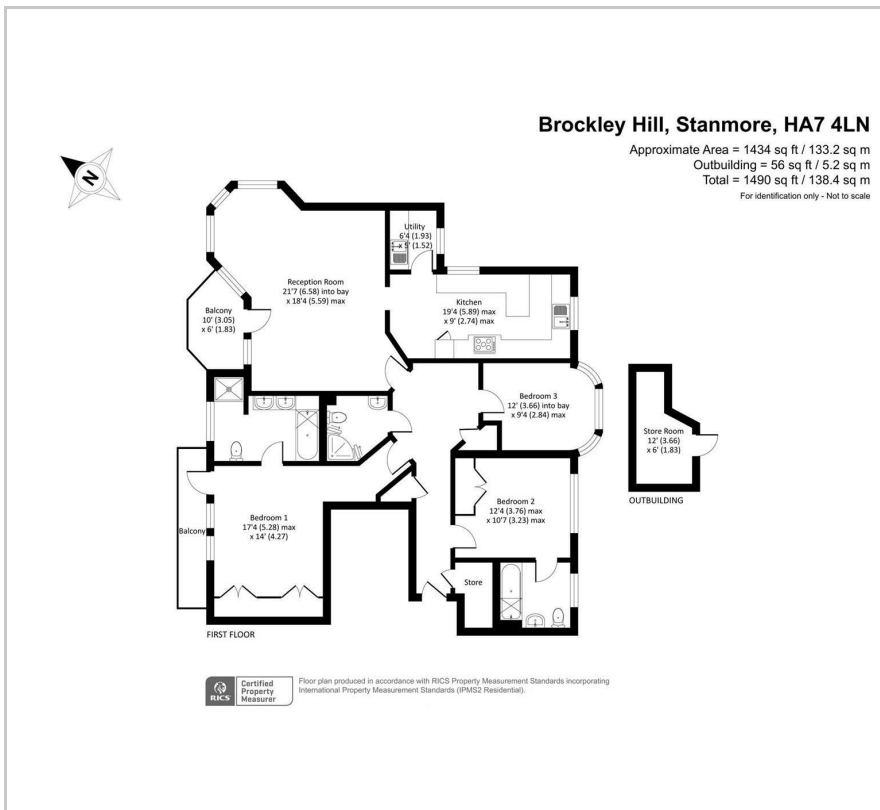 Brockley Hill, Stanmore, HA7 4LN
Approximate Area = 1434 sq ft / 133.2 sq m
Outbuilding = 56 sq ft / 5.2 sq m
Total = 1490 sq ft / 138.4 sq m
For identification only - Not to scale
N
Utility
6'4 (1.93)
x 5' (1.52)
Reception Room
21'7 (6.58) into bay
x 18'4 (5.59) max
Kitchen
19'4 (5.89) max
x 9' (2.74) max
Balcony
10' (3.05)
x 6' (1.83)
Bedroom 3
12' (3.66) into bay
x 9'4 (2.84) max
Store Room
12' (3.66)
x 6' (1.83)
OUTBUILDING
Bedroom 2
12'4 (3.76) max
x 10'7 (3.23) max
Bedroom 1
17'4 (5.28) max
x 14' (4.27)
Balcony
Store
FIRST FLOOR
RICS
Certified
Property
Measurer
Floor plan produced in accordance with RICS Property Measurement Standards incorporating
International Property Measurement Standards (IPMS2 Residential).